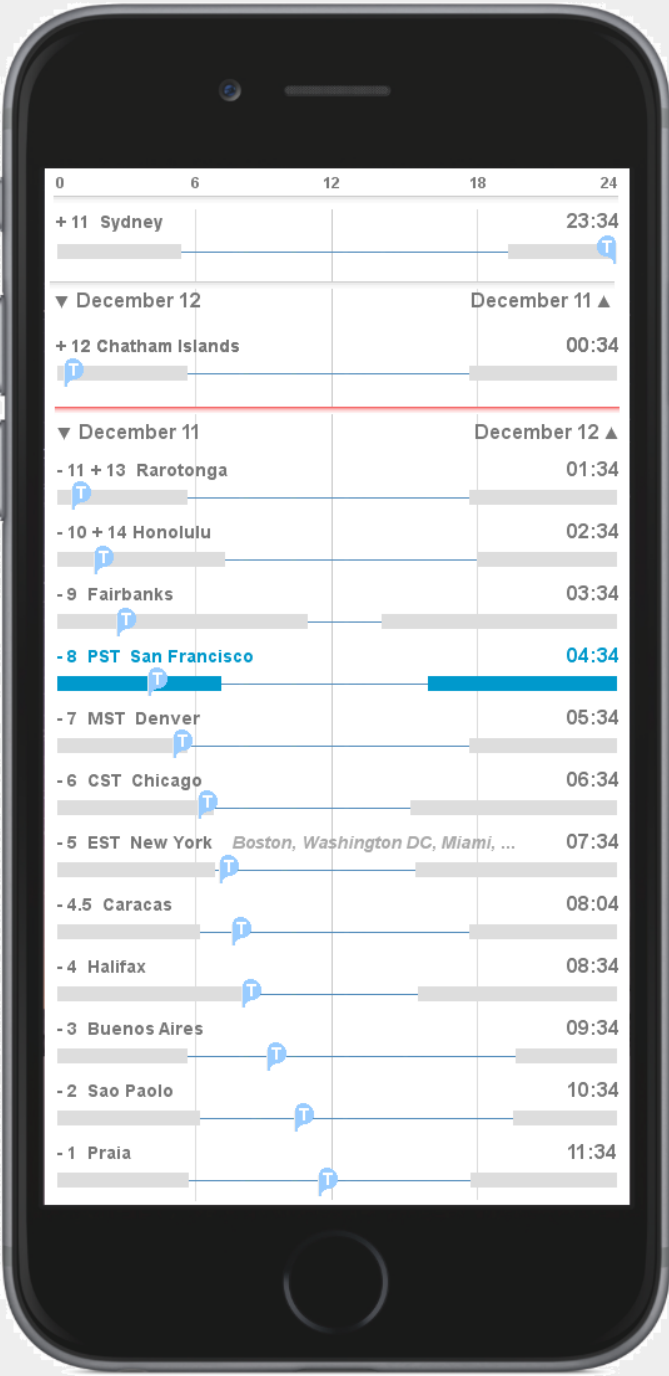 0 6 12 18 24
+ 11 Sydney 23:34
T
▼ December 12 December 11 ▲
+ 12 Chatham Islands 00:34
T
▼ December 11 December 12 ▲
- 11 + 13 Rarotonga 01:34
T
- 10 + 14 Honolulu 02:34
T
- 9 Fairbanks 03:34
T
- 8 PST San Francisco 04:34
T
- 7 MST Denver 05:34
T
- 6 CST Chicago 06:34
T
- 5 EST New York Boston, Washington DC, Miami, ... 07:34
T
- 4.5 Caracas 08:04
T
- 4 Halifax 08:34
T
- 3 Buenos Aires 09:34
T
- 2 Sao Paolo 10:34
T
- 1 Praia 11:34
T